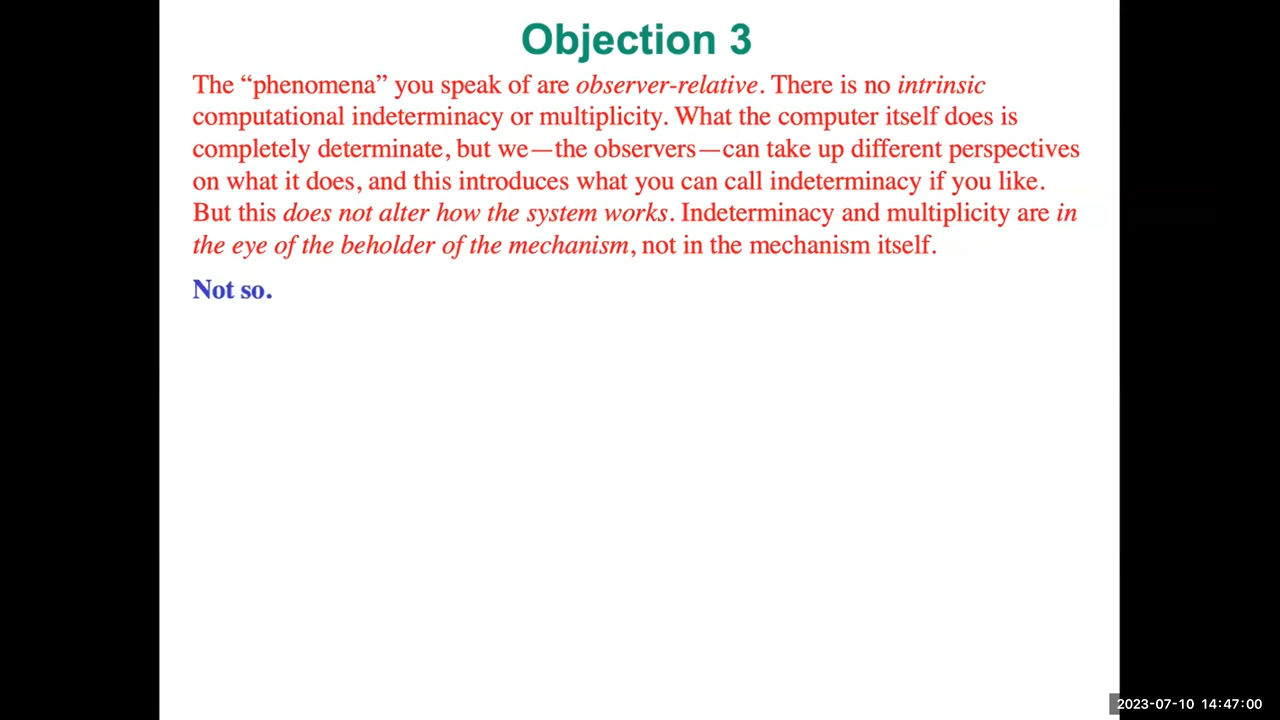 Objection 3
The “phenomena” you speak of are observer-relative. There is no intrinsic
computational indeterminacy or multiplicity. What the computer itself does is
completely determinate, but we—the observers—can take up different perspectives
on what it does, and this introduces what you can call indeterminacy if you like.
But this does not alter how the system works. Indeterminacy and multiplicity are in
the eye of the beholder of the mechanism, not in the mechanism itself.
Not so.
2023-07-10 14:47:00